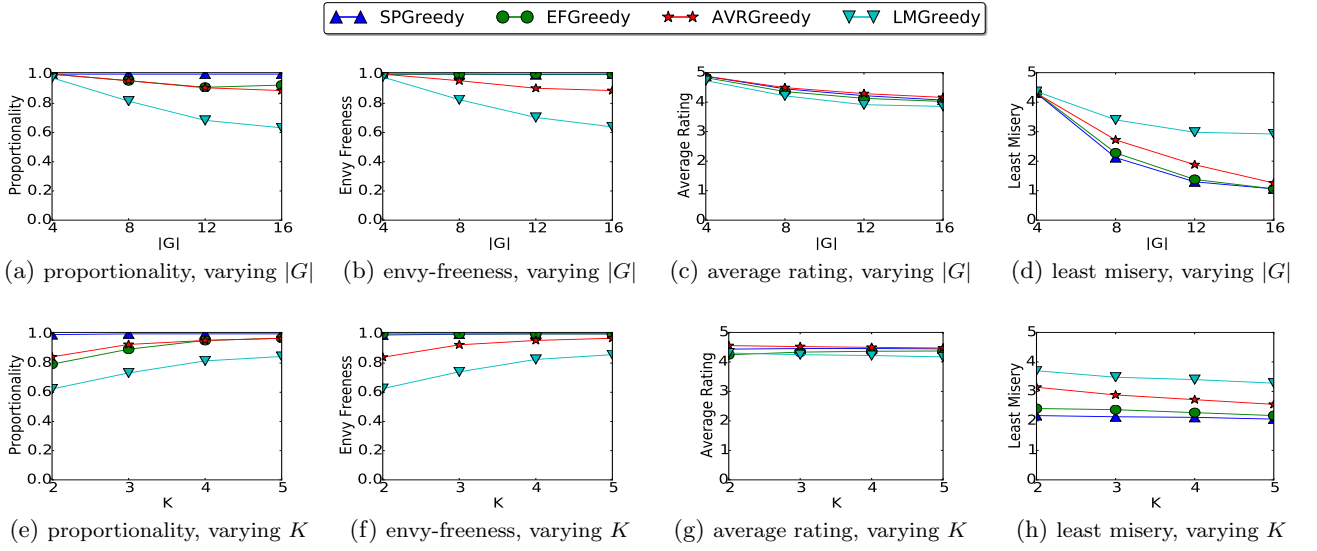 SPGreedy EFGreedy AVRGreedy LMGreedy
Proportionality
1.0
0.8
0.6
0.4
0.2
0.0
4 8 12 16
|G|
(a) proportionality, varying |G|
Envy Freeness
1.0
0.8
0.6
0.4
0.2
0.0
4 8 12 16
|G|
(b) envy-freeness, varying |G|
Average Rating
5
4
3
2
1
0
4 8 12 16
|G|
(c) average rating, varying |G|
Least Misery
5
4
3
2
1
0
4 8 12 16
|G|
(d) least misery, varying |G|
Proportionality
1.0
0.8
0.6
0.4
0.2
0.0
2 3 4 5
K
(e) proportionality, varying K
Envy Freeness
1.0
0.8
0.6
0.4
0.2
0.0
2 3 4 5
K
(f) envy-freeness, varying K
Average Rating
5
4
3
2
1
0
2 3 4 5
K
(g) average rating, varying K
Least Misery
5
4
3
2
1
0
2 3 4 5
K
(h) least misery, varying K